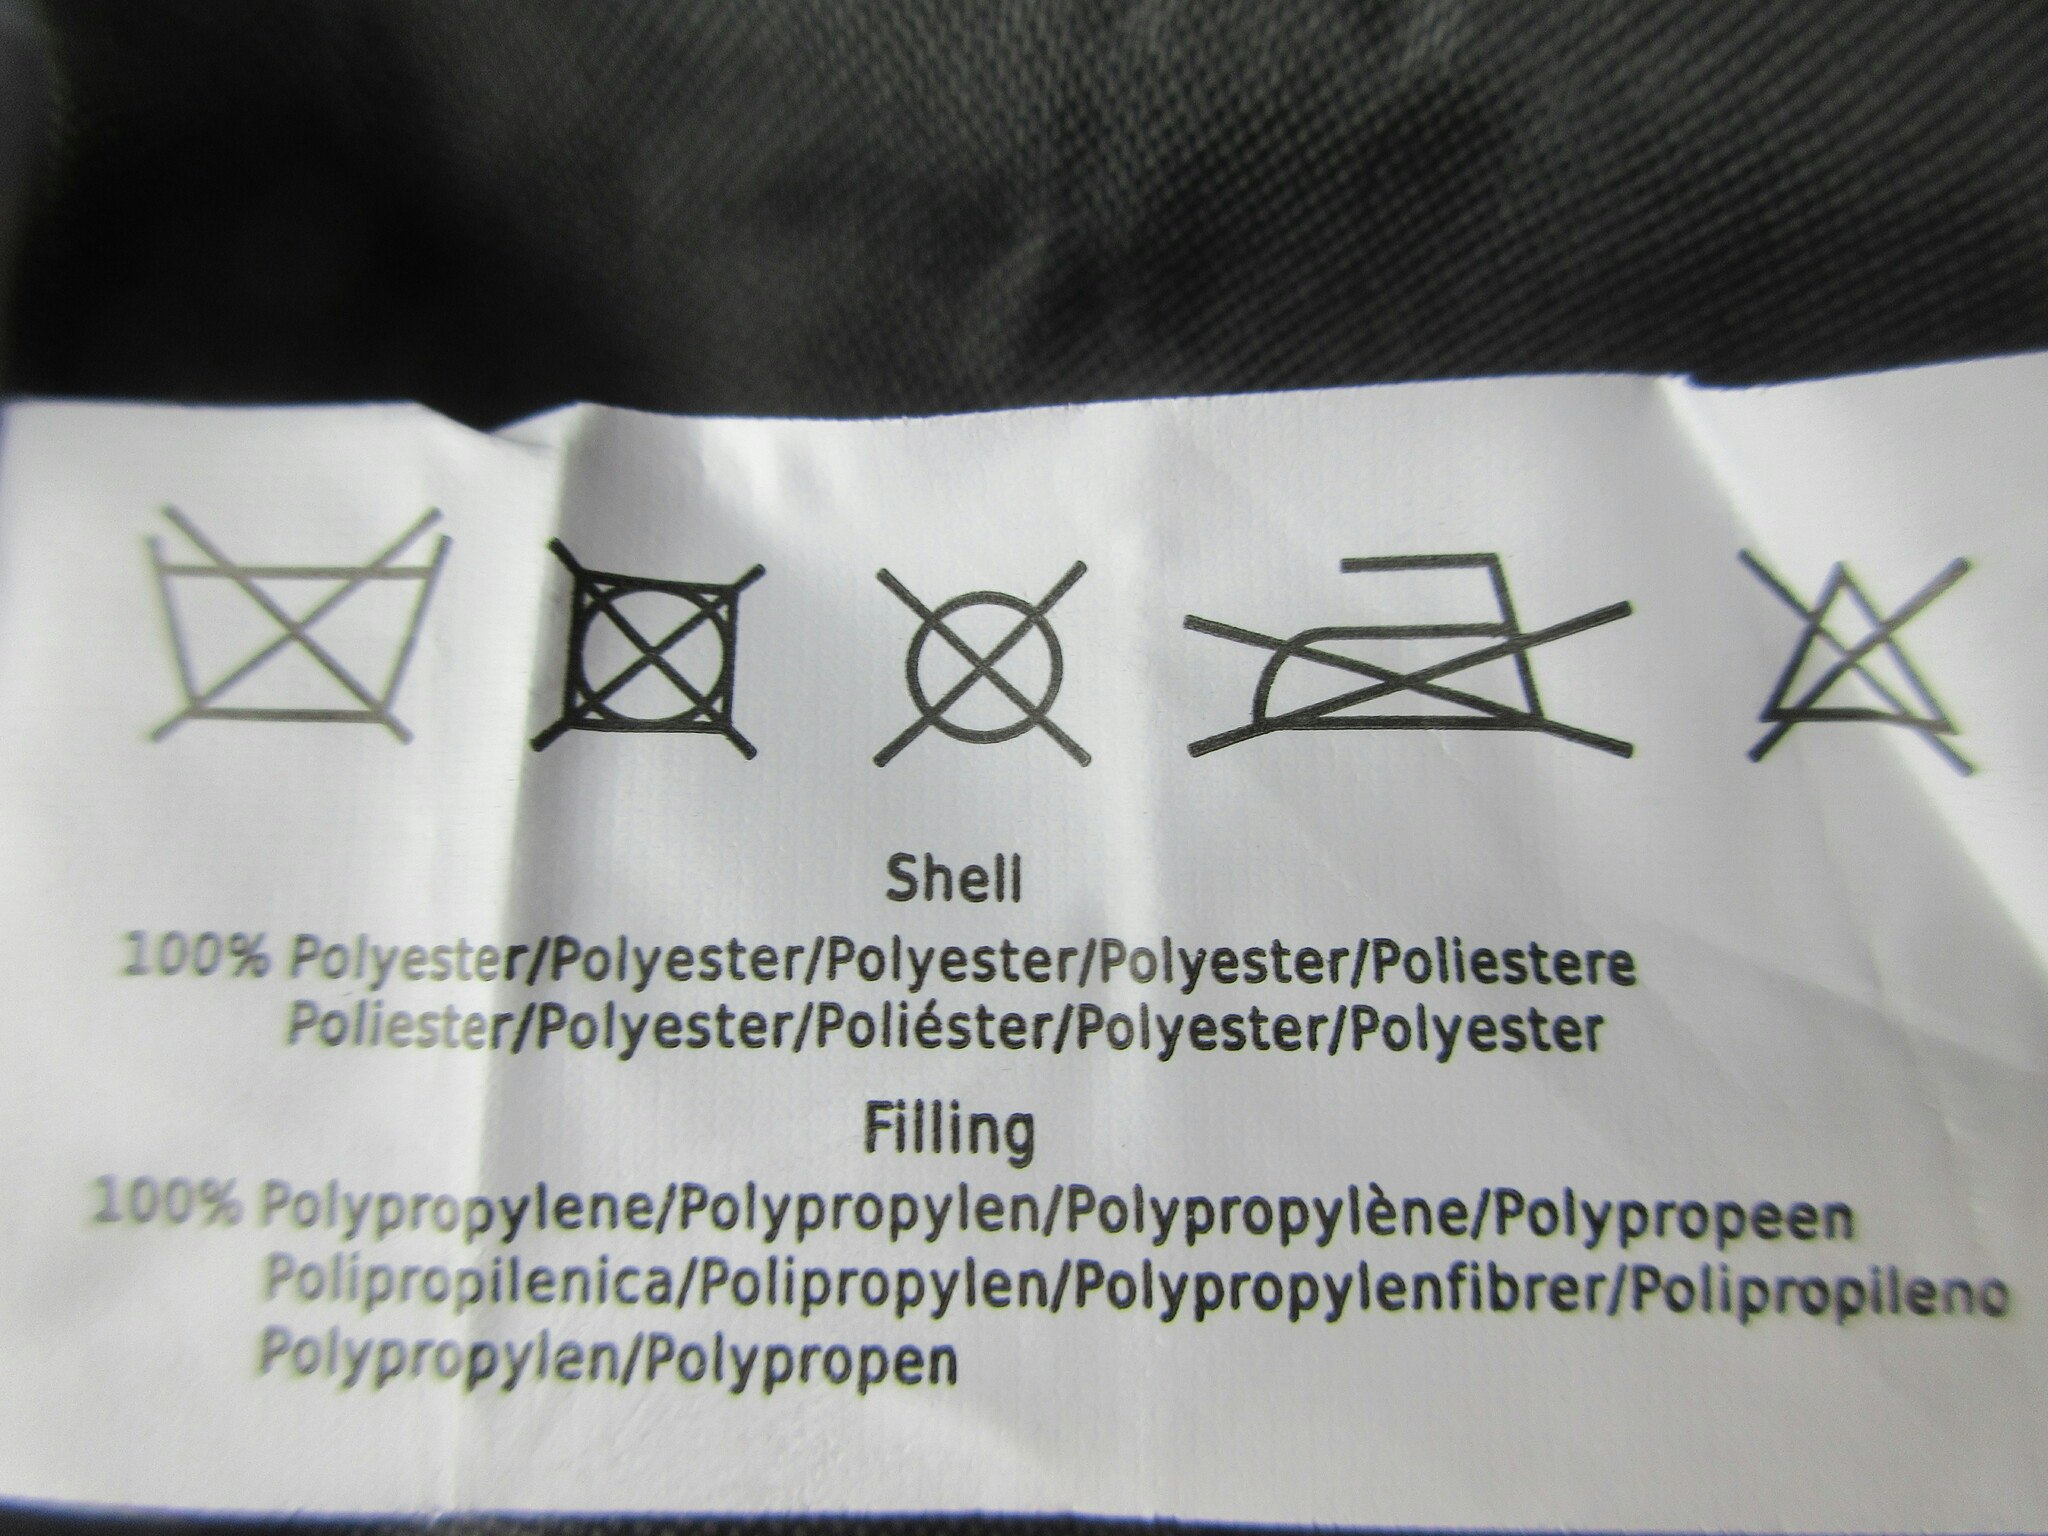 Shell
100% Polyester/Polyester/Polyester/Polyester/Poliestere
Poliester/Polyester/Poliéster/Polyester/Polyester
Filling
100% Polypropylene/Polypropylen/Polypropylène/Polypropeen
Polipropilenica/Polipropylen/Polypropylenfibrer/Polipropileno
Polypropylen/Polypropen